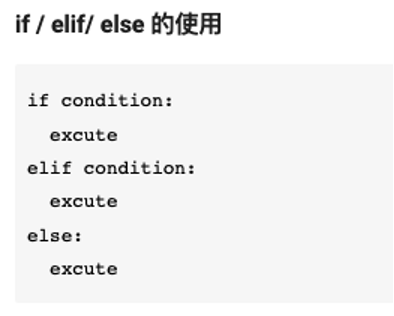 if / elif/ else 的使用
if condition:
  excute
elif condition:
  excute
else:
  excute